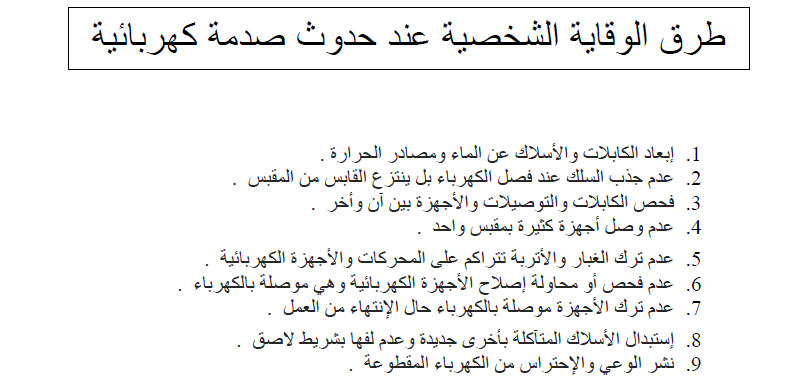 طرق الوقاية الشخصية عند حدوث صدمة كهربائية
1. إبعاد الكابلات والأسلاك عن الماء ومصادر الحرارة .
2. عدم جذب السلك عند فصل الكهرباء بل ينتزع القابس من المقبس .
3. فحص الكابلات والتوصيلات والأجهزة بين آن وأخر .
4. عدم وصل أجهزة كثيرة بمقبس واحد .
5. عدم ترك الغبار والأتربة تتراكم على المحركات والأجهزة الكهربائية .
6. عدم فحص أو محاولة إصلاح الأجهزة الكهربائية وهي موصلة بالكهرباء .
7. عدم ترك الأجهزة موصلة بالكهرباء حال الإنتهاء من العمل .
8. إستبدال الأسلاك المتآكلة بأخرى جديدة وعدم لفها بشريط لاصق .
9. نشر الوعي والإحتراس من الكهرباء المقطوعة .